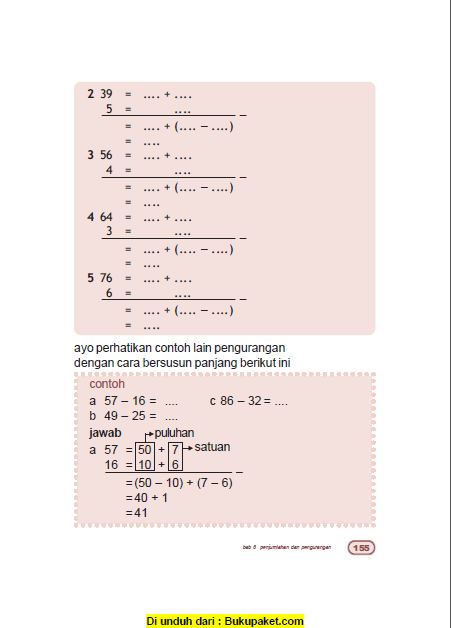 2 39 = .... + ....
5 = ....
–
= .... + (.... – ....)
= ....
3 56 = .... + ....
4 = ....
–
= .... + (.... – ....)
= ....
4 64 = .... + ....
3 = ....
–
= .... + (.... – ....)
= ....
5 76 = .... + ....
6 = ....
–
= .... + (.... – ....)
= ....
ayo perhatikan contoh lain pengurangan
dengan cara bersusun panjang berikut ini
contoh
a 57 – 16 = .... c 86 – 32 = ....
b 49 – 25 = ....
jawab puluhan
a 57 = 50 + 7 satuan
16 = 10 + 6
–
= (50 – 10) + (7 – 6)
= 40 + 1
= 41
bab 6 penjumlahan dan pengurangan 155
Di unduh dari : Bukupaket.com